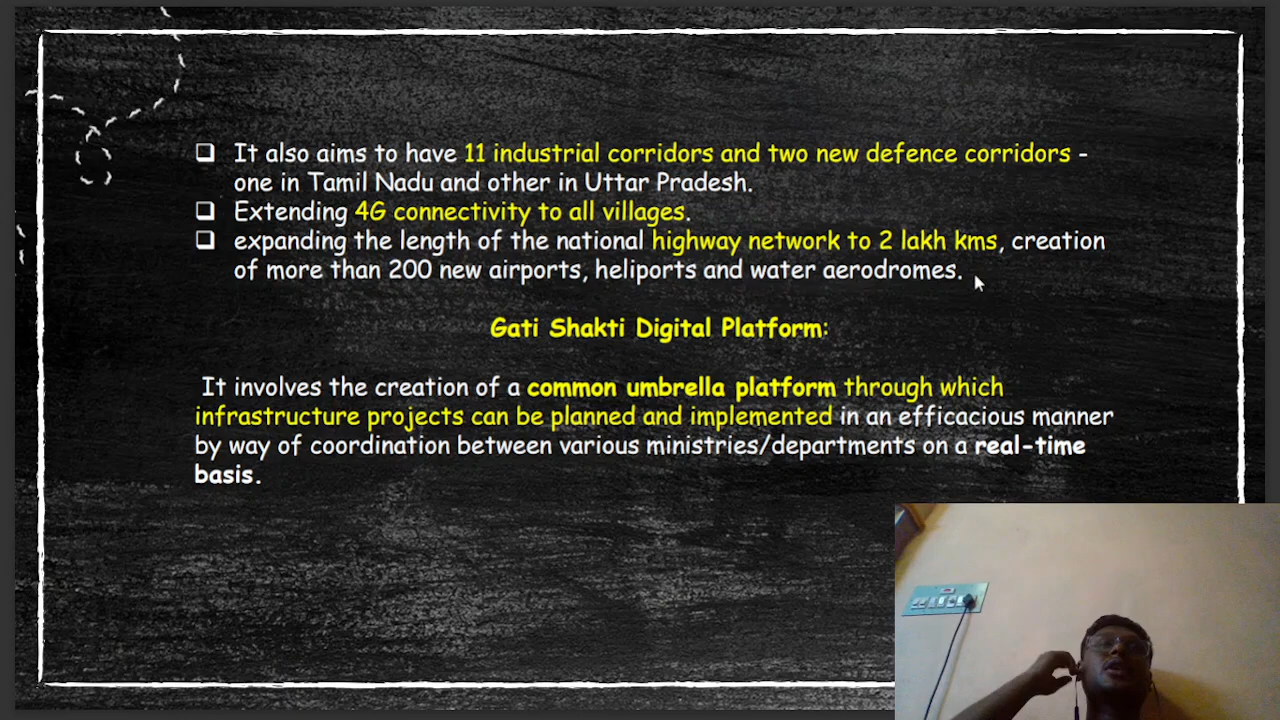 ❑ It also aims to have 11 industrial corridors and two new defence corridors -
one in Tamil Nadu and other in Uttar Pradesh.
❑ Extending 4G connectivity to all villages.
❑ expanding the length of the national highway network to 2 lakh kms, creation
of more than 200 new airports, heliports and water aerodromes.
Gati Shakti Digital Platform:
It involves the creation of a common umbrella platform through which
infrastructure projects can be planned and implemented in an efficacious manner
by way of coordination between various ministries/departments on a real-time
basis.